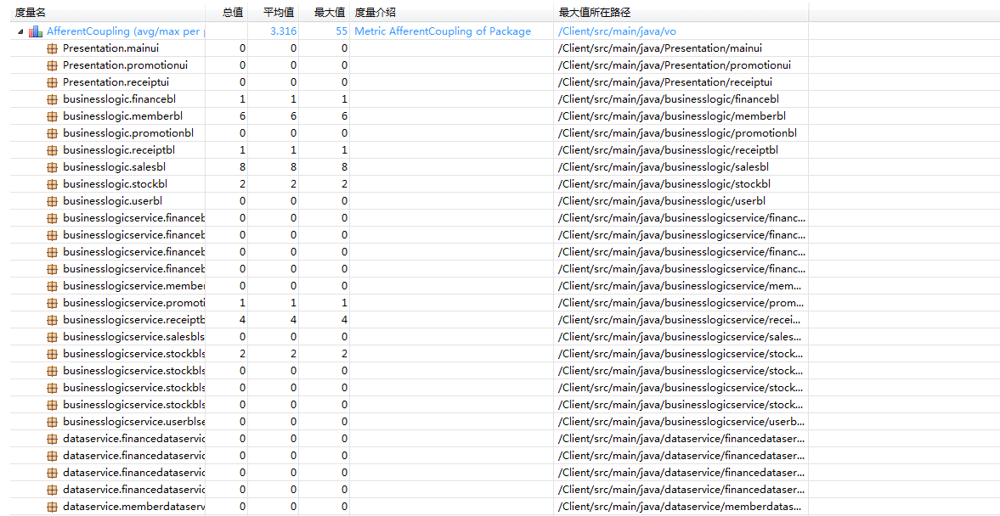 度量名 总值 平均值 最大值 度量介绍 最大值所在路径
AfferentCoupling (avg/max per p 3.316 55 Metric AfferentCoupling of Package /Client/src/main/java/vo
Presentation.mainui 0 0 0 /Client/src/main/java/Presentation/mainui
Presentation.promotionui 0 0 0 /Client/src/main/java/Presentation/promotionui
Presentation.receiptui 0 0 0 /Client/src/main/java/Presentation/receiptui
businesslogic.financebl 1 1 1 /Client/src/main/java/businesslogic/financebl
businesslogic.memberbl 6 6 6 /Client/src/main/java/businesslogic/memberbl
businesslogic.promotionbl 0 0 0 /Client/src/main/java/businesslogic/promotionbl
businesslogic.receiptbl 1 1 1 /Client/src/main/java/businesslogic/receiptbl
businesslogic.salesbl 8 8 8 /Client/src/main/java/businesslogic/salesbl
businesslogic.stockbl 2 2 2 /Client/src/main/java/businesslogic/stockbl
businesslogic.userbl 0 0 0 /Client/src/main/java/businesslogic/userbl
businesslogicservice.financeb 0 0 0 /Client/src/main/java/businesslogicservice/financ...
businesslogicservice.financeb 0 0 0 /Client/src/main/java/businesslogicservice/financ...
businesslogicservice.financeb 0 0 0 /Client/src/main/java/businesslogicservice/financ...
businesslogicservice.financeb 0 0 0 /Client/src/main/java/businesslogicservice/financ...
businesslogicservice.member 0 0 0 /Client/src/main/java/businesslogicservice/mem...
businesslogicservice.promoti 1 1 1 /Client/src/main/java/businesslogicservice/prom...
businesslogicservice.receiptb 4 4 4 /Client/src/main/java/businesslogicservice/recei...
businesslogicservice.salesbls 0 0 0 /Client/src/main/java/businesslogicservice/sales...
businesslogicservice.stockbls 2 2 2 /Client/src/main/java/businesslogicservice/stock...
businesslogicservice.stockbls 0 0 0 /Client/src/main/java/businesslogicservice/stock...
businesslogicservice.stockbls 0 0 0 /Client/src/main/java/businesslogicservice/stock...
businesslogicservice.stockbls 0 0 0 /Client/src/main/java/businesslogicservice/stock...
businesslogicservice.userblse 0 0 0 /Client/src/main/java/businesslogicservice/userb...
dataservice.financedataservic 0 0 0 /Client/src/main/java/dataservice/financedataser...
dataservice.financedataservic 0 0 0 /Client/src/main/java/dataservice/financedataser...
dataservice.financedataservic 0 0 0 /Client/src/main/java/dataservice/financedataser...
dataservice.financedataservic 0 0 0 /Client/src/main/java/dataservice/financedataser...
dataservice.memberdataserv 0 0 0 /Client/src/main/java/dataservice/memberdatas...